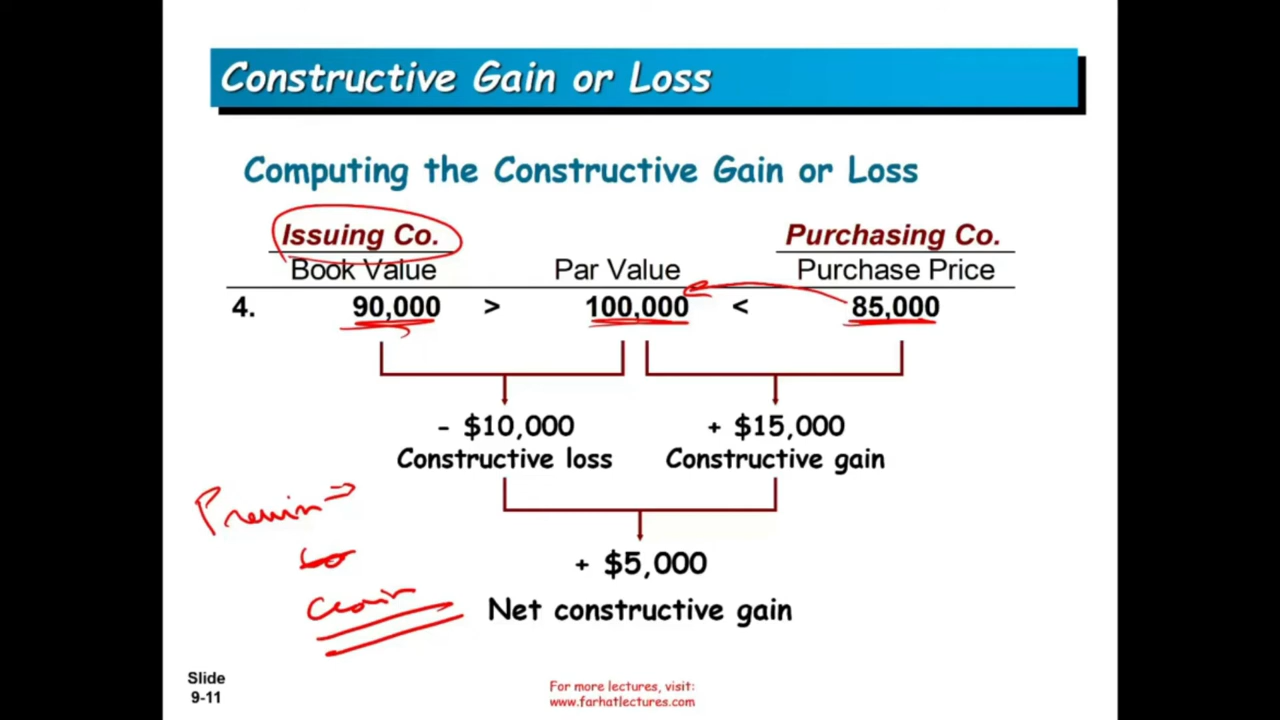 Constructive Gain or Loss
Computing the Constructive Gain or Loss
Issuing Co. Purchasing Co.
Book Value Par Value Purchase Price
4. 90,000 > 100,000 < 85,000
- $10,000 + $15,000
Constructive loss Constructive gain
+ $5,000
Net constructive gain
Slide
9-11
For more lectures, visit:
www.farhatlectures.com